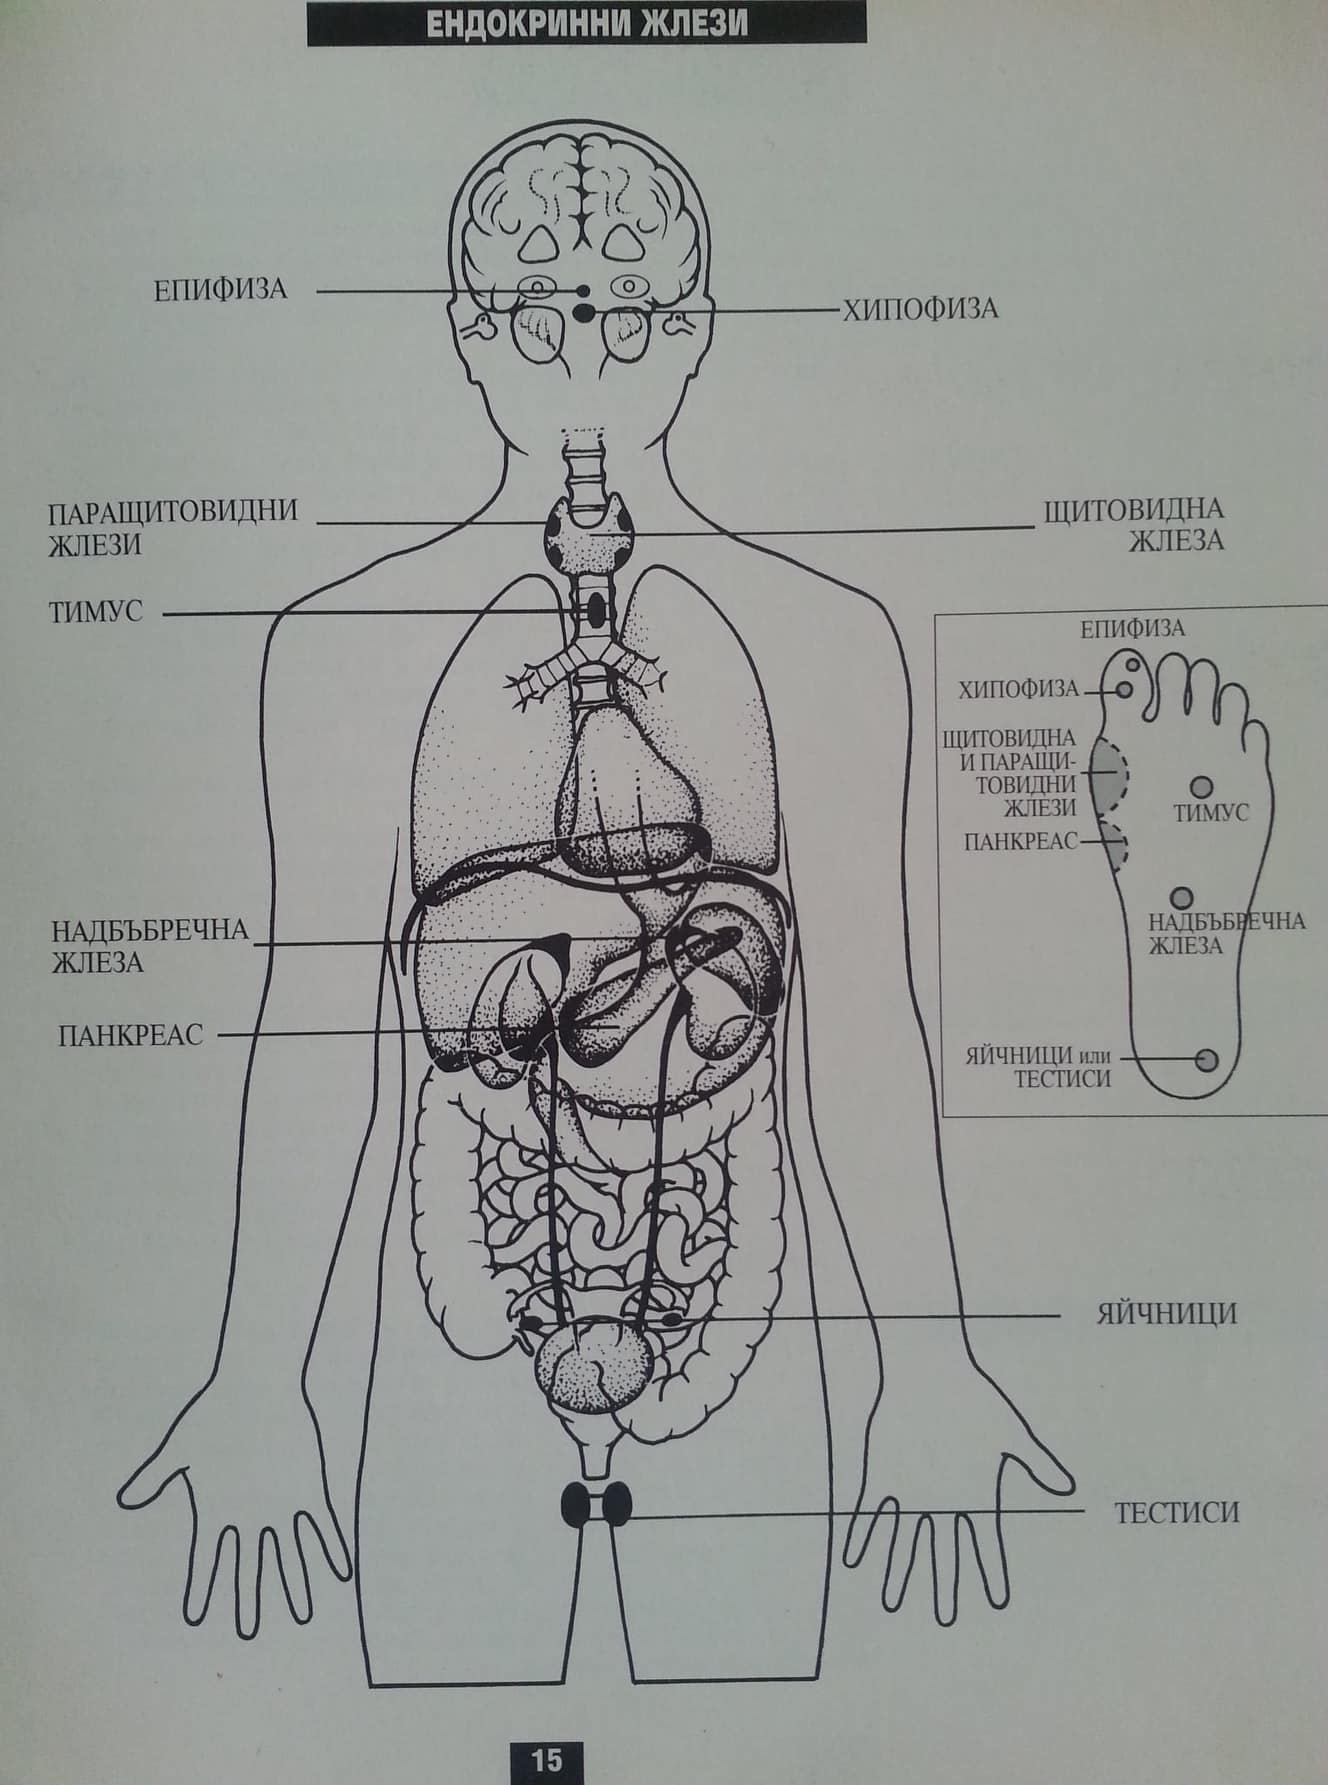 ЕНДОКРИННИ ЖЛЕЗИ
ЕПИФИЗА
ХИПОФИЗА
ПАРАЩИТОВИДНИ
ЖЛЕЗИ
ЩИТОВИДНА
ЖЛЕЗА
ТИМУС
ЕПИФИЗА
ХИПОФИЗА
ЩИТОВИДНА
И ПАРАЩИ-
ТОВИДНИ
ЖЛЕЗИ
ТИМУС
ПАНКРЕАС
НАДБЪБРЕЧНА
ЖЛЕЗА
ЯЙЧНИЦИ или
ТЕСТИСИ
НАДБЪБРЕЧНА
ЖЛЕЗА
ПАНКРЕАС
ЯЙЧНИЦИ
ТЕСТИСИ
15